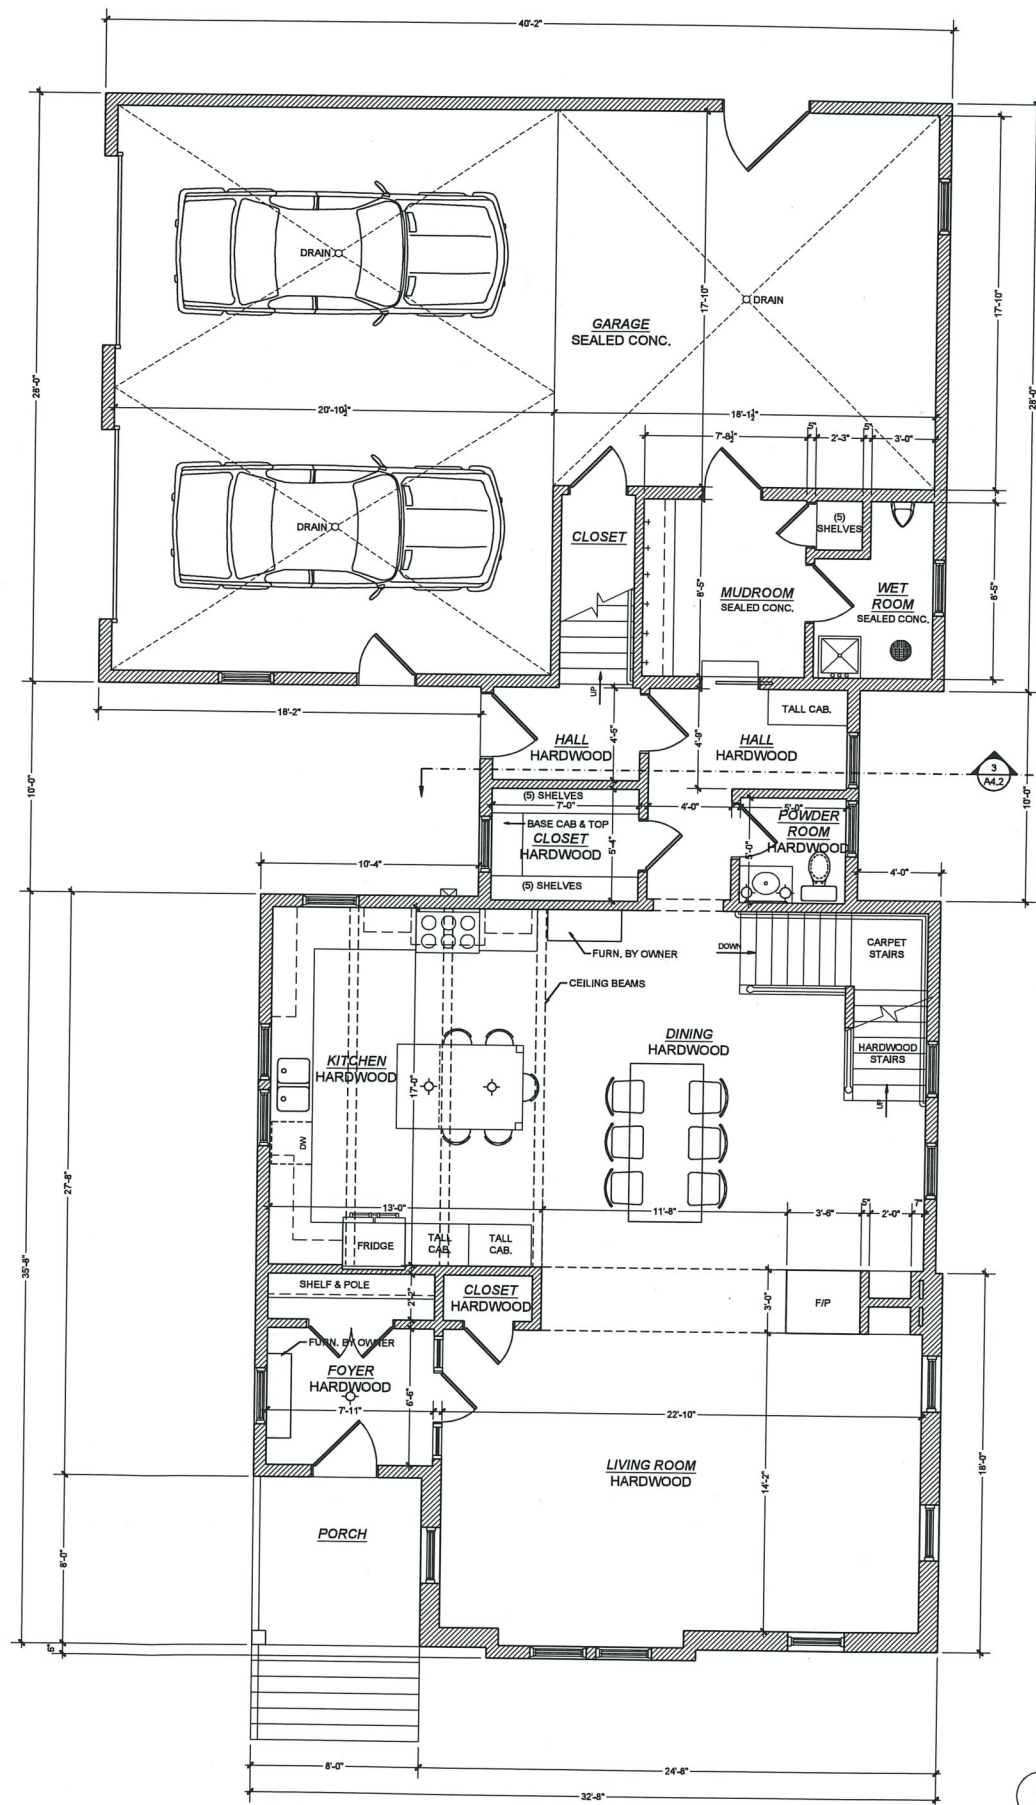 40'-2"
28'-0"
17'-10"
17'-10"
28'-0"
DRAIN
DRAIN
GARAGE
SEALED CONC.
20'-10½"
18'-1½"
7'-8½"
5"
2'-3"
5"
3'-0"
DRAIN
CLOSET
(5)
SHELVES
MUDROOM
SEALED CONC.
WET
ROOM
SEALED CONC.
8'-5"
8'-5"
UP
18'-2"
TALL CAB.
HALL
HARDWOOD
4'-5"
4'-9"
HALL
HARDWOOD
3
A4.2
10'-0"
10'-0"
(5) SHELVES
7'-0"
4'-0"
5'-0"
BASE CAB & TOP
CLOSET
HARDWOOD
5'-4"
POWDER
ROOM
HARDWOOD
5'-0"
10'-4"
(5) SHELVES
4'-0"
FURN. BY OWNER
DOWN
CARPET
STAIRS
CEILING BEAMS
KITCHEN
HARDWOOD
17'-0"
DINING
HARDWOOD
HARDWOOD
STAIRS
UP
DW
27'-8"
35'-8"
13'-0"
11'-8"
3'-6"
5"
2'-0"
7"
FRIDGE
TALL
CAB.
TALL
CAB.
SHELF & POLE
2'-2"
CLOSET
HARDWOOD
3'-0"
F/P
FURN. BY OWNER
FOYER
HARDWOOD
7'-11"
6'-6"
22'-10"
LIVING ROOM
HARDWOOD
14'-2"
18'-0"
PORCH
8'-0"
6"
8'-0"
24'-8"
32'-8"